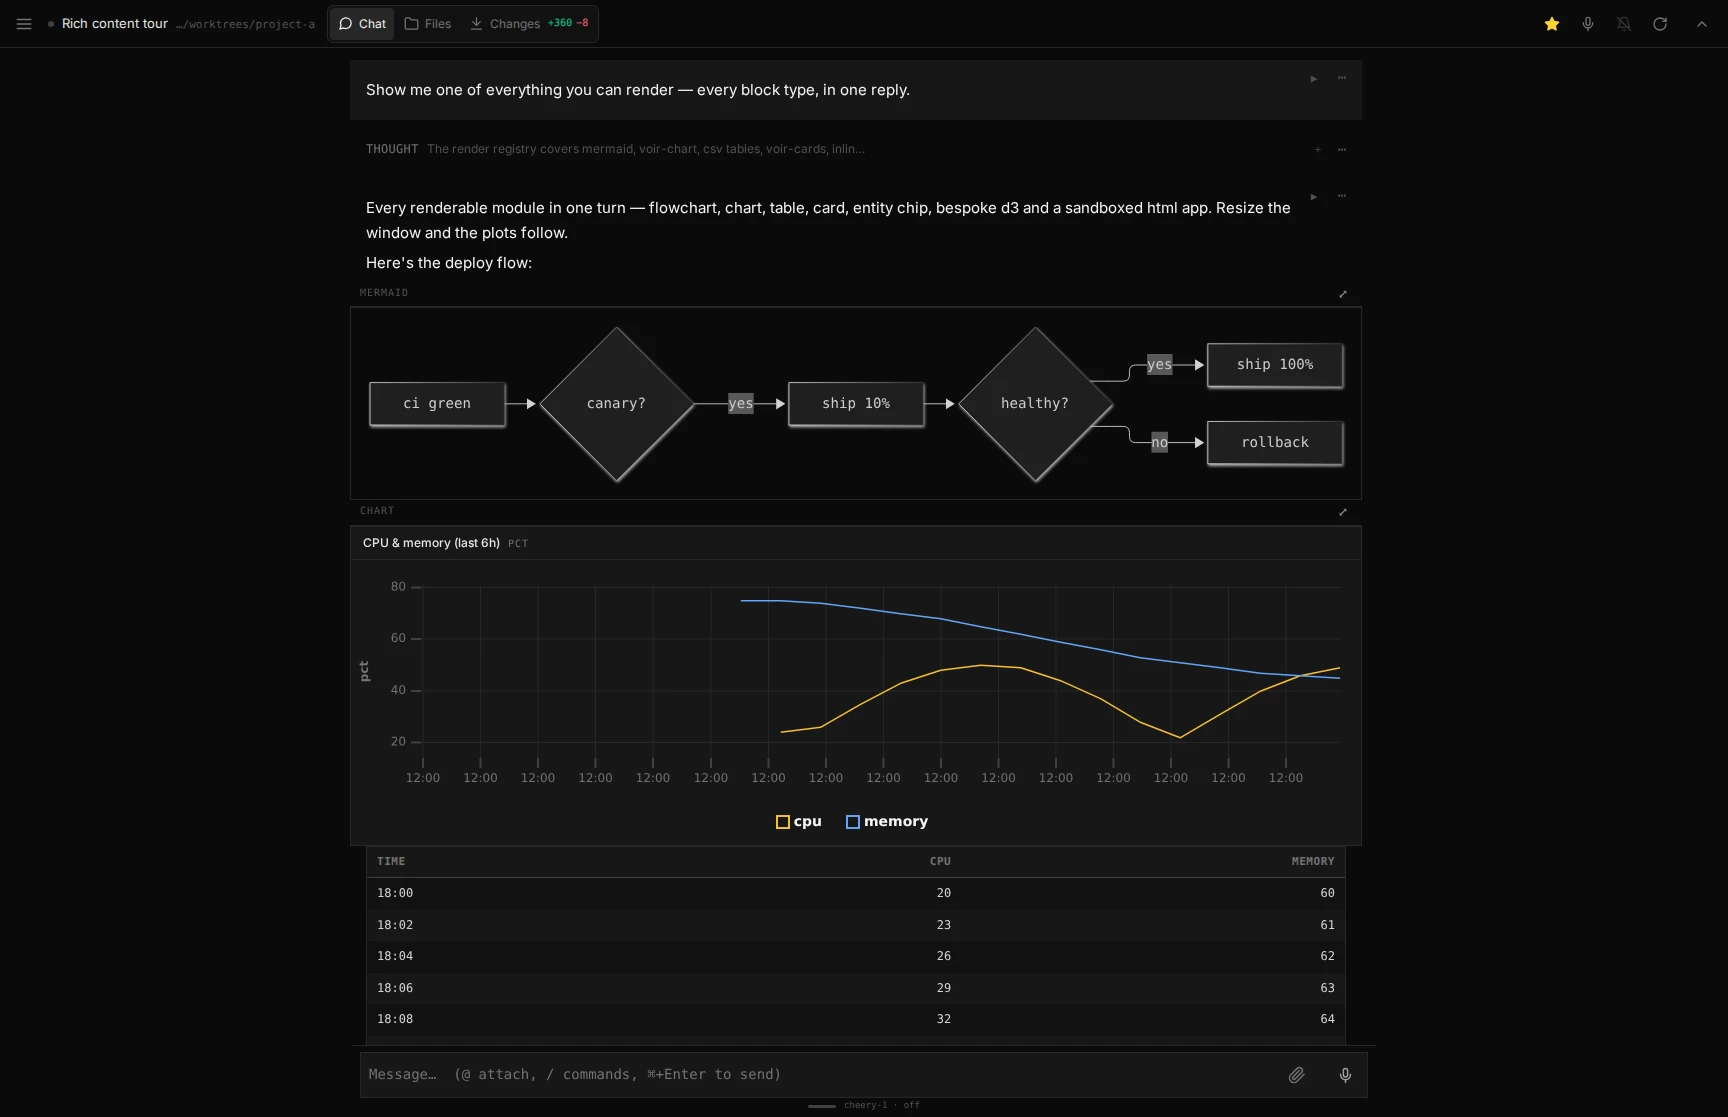 Rich content tour …/worktrees/project-a Chat Files Changes +360 −8
Show me one of everything you can render — every block type, in one reply.
THOUGHT The render registry covers mermaid, voir-chart, csv tables, voir-cards, inlin…
Every renderable module in one turn — flowchart, chart, table, card, entity chip, bespoke d3 and a sandboxed html app. Resize the
window and the plots follow.
Here's the deploy flow:
MERMAID
ci green
canary?
yes
ship 10%
healthy?
yes
ship 100%
no
rollback
CHART
CPU & memory (last 6h) PCT
80
60
40
20
pct
12:00 12:00 12:00 12:00 12:00 12:00 12:00 12:00 12:00 12:00 12:00 12:00 12:00 12:00 12:00 12:00
cpu memory
TIME CPU MEMORY
18:00 20 60
18:02 23 61
18:04 26 62
18:06 29 63
18:08 32 64
Message… (@ attach, / commands, ⌘+Enter to send)
cheery-1 · off